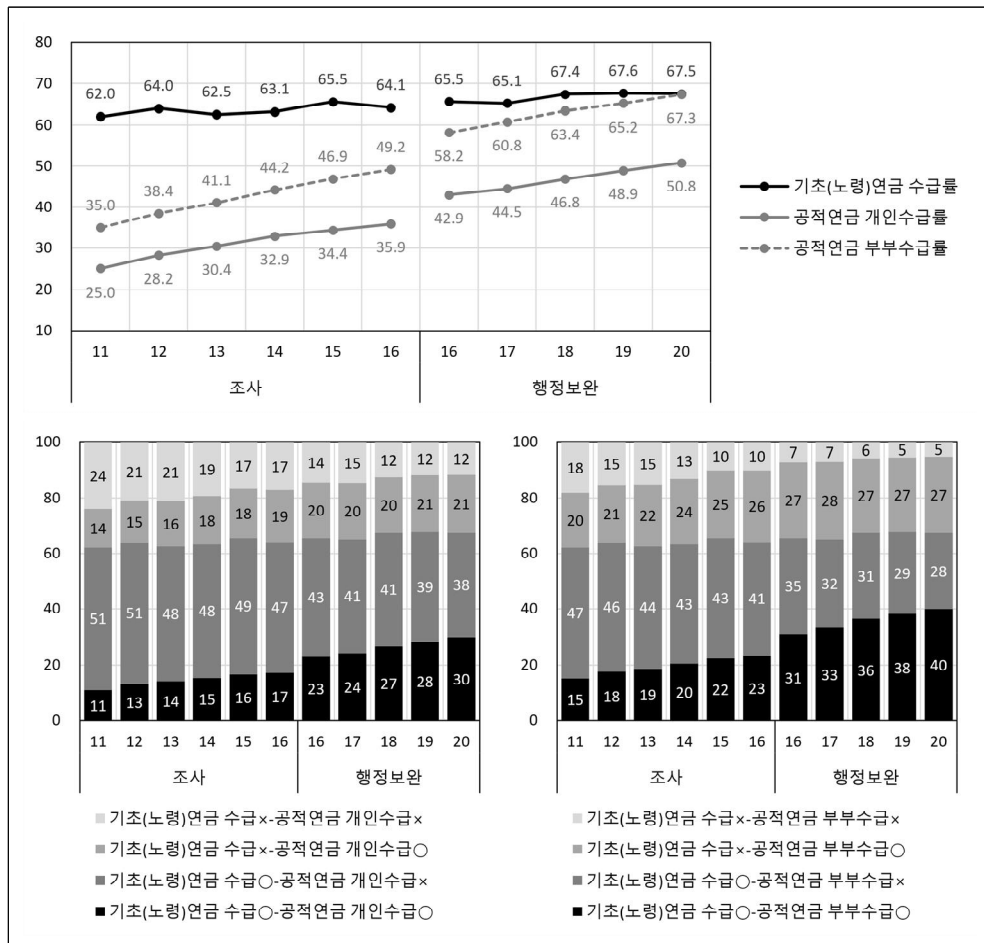 80
70
60
50
40
30
20
10
62.0 64.0 62.5 63.1 65.5 64.1 65.5 65.1 67.4 67.6 67.5
35.0 38.4 41.1 44.2 46.9 49.2 58.2 60.8 63.4 65.2 67.3
25.0 28.2 30.4 32.9 34.4 35.9 42.9 44.5 46.8 48.9 50.8
11 12 13 14 15 16 16 17 18 19 20
조사 행정보완
기초(노령)연금 수급률
공적연금 개인수급률
공적연금 부부수급률
100
80
60
40
20
0
24 21 21 19 17 17 14 15 12 12 12
14 15 16 18 18 19 20 20 20 21 21
51 51 48 48 49 47 43 41 41 39 38
11 13 14 15 16 17 23 24 27 28 30
11 12 13 14 15 16 16 17 18 19 20
조사 행정보완
기초(노령)연금 수급×-공적연금 개인수급×
기초(노령)연금 수급×-공적연금 개인수급○
기초(노령)연금 수급○-공적연금 개인수급×
기초(노령)연금 수급○-공적연금 개인수급○
100
80
60
40
20
0
18 15 15 13 10 10 7 7 6 5 5
20 21 22 24 25 26 27 28 27 27 27
47 46 44 43 43 41 35 32 31 29 28
15 18 19 20 22 23 31 33 36 38 40
11 12 13 14 15 16 16 17 18 19 20
조사 행정보완
기초(노령)연금 수급×-공적연금 부부수급×
기초(노령)연금 수급×-공적연금 부부수급○
기초(노령)연금 수급○-공적연금 부부수급×
기초(노령)연금 수급○-공적연금 부부수급○